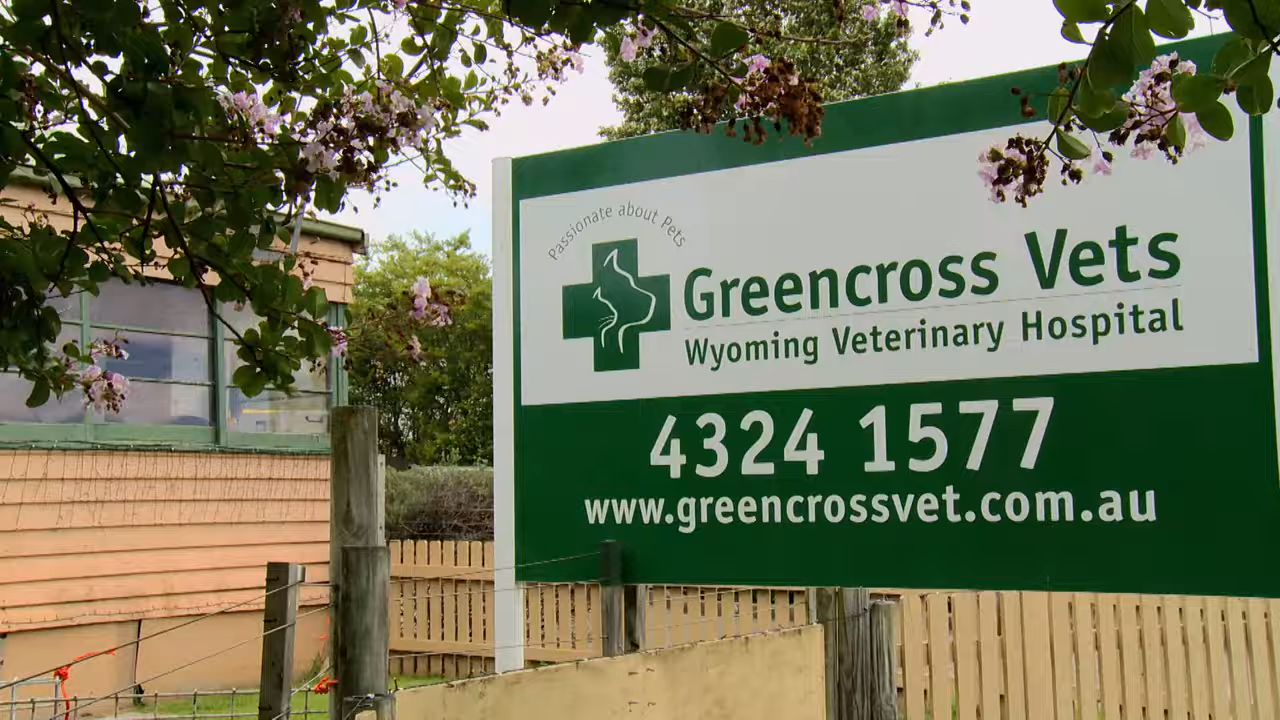 Passionate about Pets
Greencross Vets
Wyoming Veterinary Hospital
4324 1577
www.greencrossvet.com.au